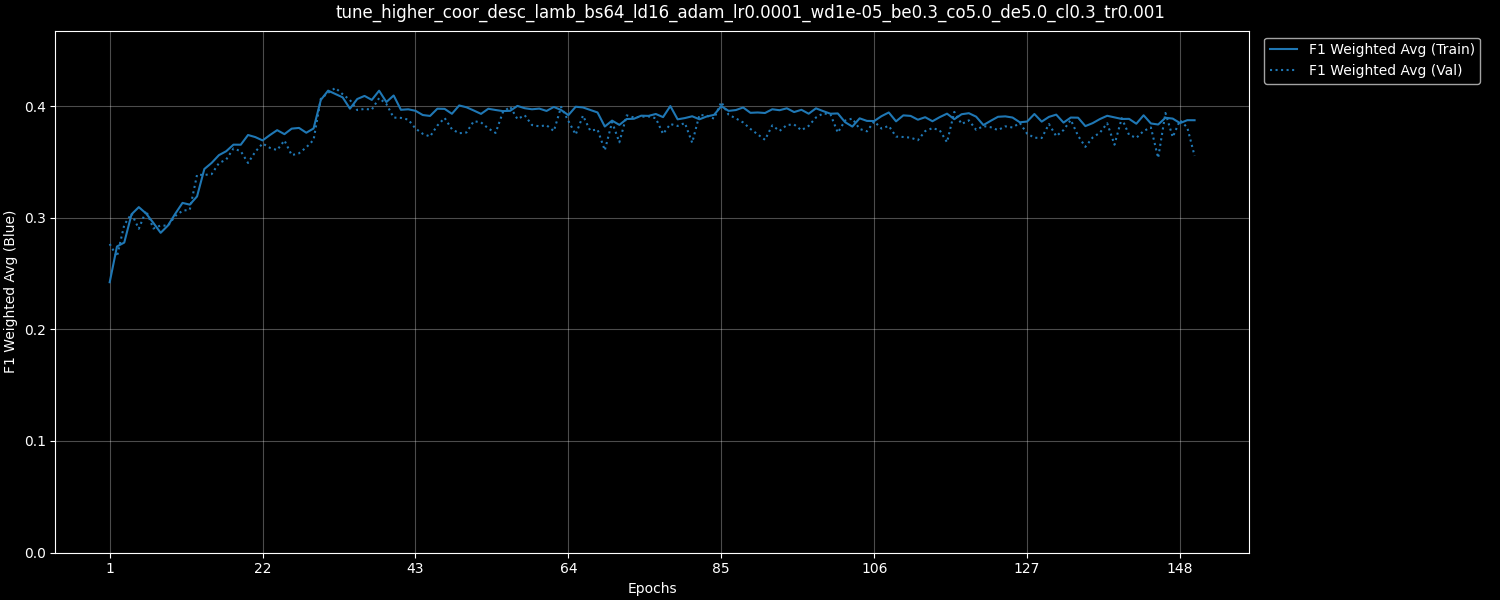 tune_higher_coor_desc_lamb_bs64_ld16_adam_lr0.0001_wd1e-05_be0.3_co5.0_de5.0_cl0.3_tr0.001
F1 Weighted Avg (Train)
F1 Weighted Avg (Val)
F1 Weighted Avg (Blue)
0.4
0.3
0.2
0.1
0.0
1 22 43 64 85 106 127 148
Epochs